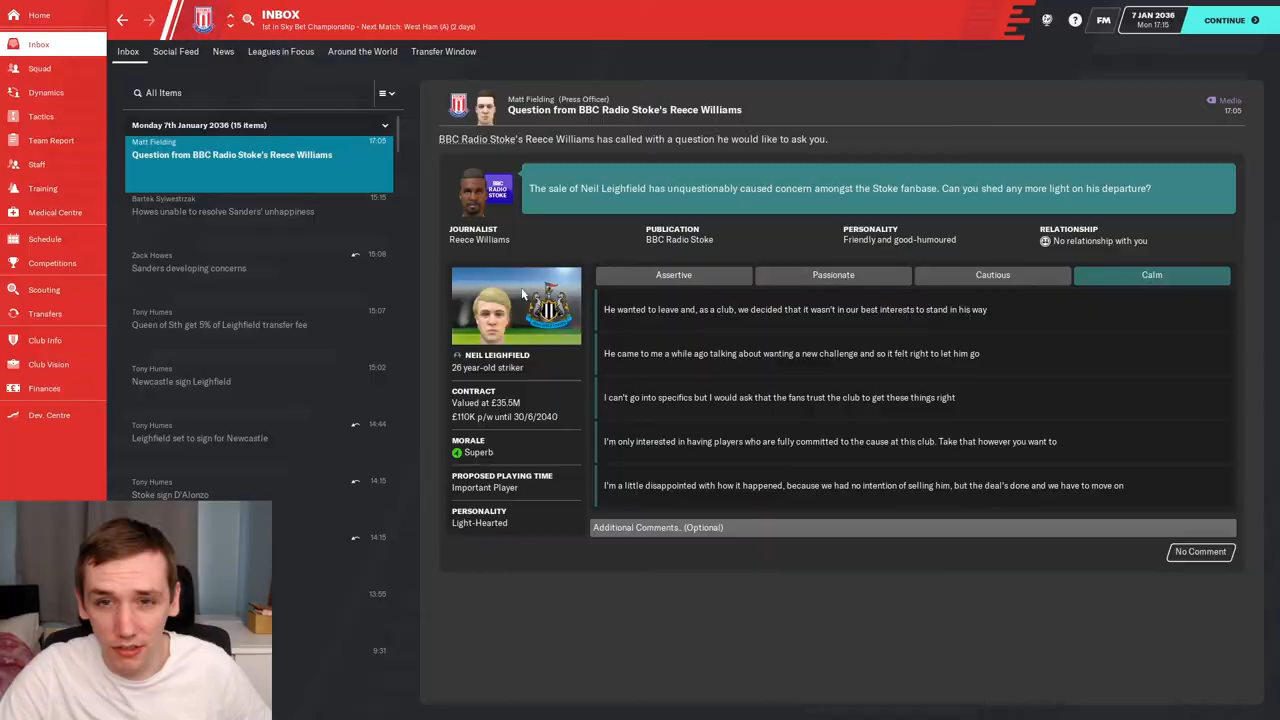 Home
Inbox
Squad
Dynamics
Tactics
Team Report
Staff
Training
Medical Centre
Schedule
Competitions
Scouting
Transfers
Club Info
Club Vision
Finances
Dev. Centre
INBOX
1st in Sky Bet Championship - Next Match: West Ham (A) (2 days)
FM
7 JAN 2036
Mon 17:15
CONTINUE
Inbox
Social Feed
News
Leagues in Focus
Around the World
Transfer Window
All Items
Monday 7th January 2036 (15 items)
Matt Fielding
17:05
Question from BBC Radio Stoke's Reece Williams
Bartek Sylwestrzak
15:15
Howes unable to resolve Sanders' unhappiness
Zack Howes
15:08
Sanders developing concerns
Tony Humes
15:07
Queen of Sth get 5% of Leighfield transfer fee
Tony Humes
15:02
Newcastle sign Leighfield
Tony Humes
14:44
Leighfield set to sign for Newcastle
Tony Humes
14:15
Stoke sign D'Alonzo
14:15
13:55
9:31
Matt Fielding (Press Officer)
Question from BBC Radio Stoke's Reece Williams
Media
17:05
BBC Radio Stoke's Reece Williams has called with a question he would like to ask you.
BBC
RADIO
STOKE
The sale of Neil Leighfield has unquestionably caused concern amongst the Stoke fanbase. Can you shed any more light on his departure?
JOURNALIST
Reece Williams
PUBLICATION
BBC Radio Stoke
PERSONALITY
Friendly and good-humoured
RELATIONSHIP
No relationship with you
Assertive
Passionate
Cautious
Calm
He wanted to leave and, as a club, we decided that it wasn't in our best interests to stand in his way
He came to me a while ago talking about wanting a new challenge and so it felt right to let him go
I can't go into specifics but I would ask that the fans trust the club to get these things right
I'm only interested in having players who are fully committed to the cause at this club. Take that however you want to
I'm a little disappointed with how it happened, because we had no intention of selling him, but the deal's done and we have to move on
NEIL LEIGHFIELD
26 year-old striker
CONTRACT
Valued at £35.5M
£110K p/w until 30/6/2040
MORALE
Superb
PROPOSED PLAYING TIME
Important Player
PERSONALITY
Light-Hearted
Additional Comments.. (Optional)
No Comment